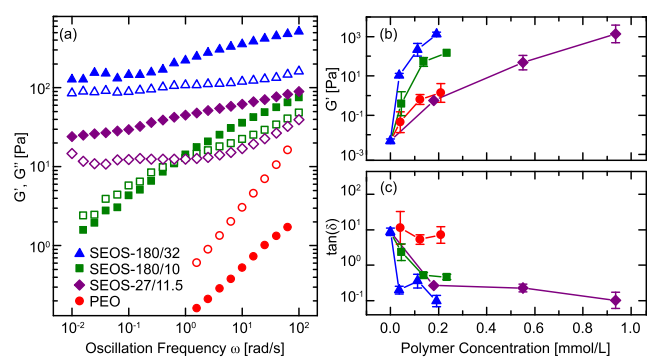 (a)
G', G'' [Pa]
10²
10¹
10⁰
SEOS-180/32
SEOS-180/10
SEOS-27/11.5
PEO
10⁻² 10⁻¹ 10⁰ 10¹ 10²
Oscillation Frequency ω [rad/s]
(b)
G' [Pa]
10³
10¹
10⁻¹
10⁻³
(c)
tan(δ)
10²
10¹
10⁰
10⁻¹
0.0 0.2 0.4 0.6 0.8 1.0
Polymer Concentration [mmol/L]